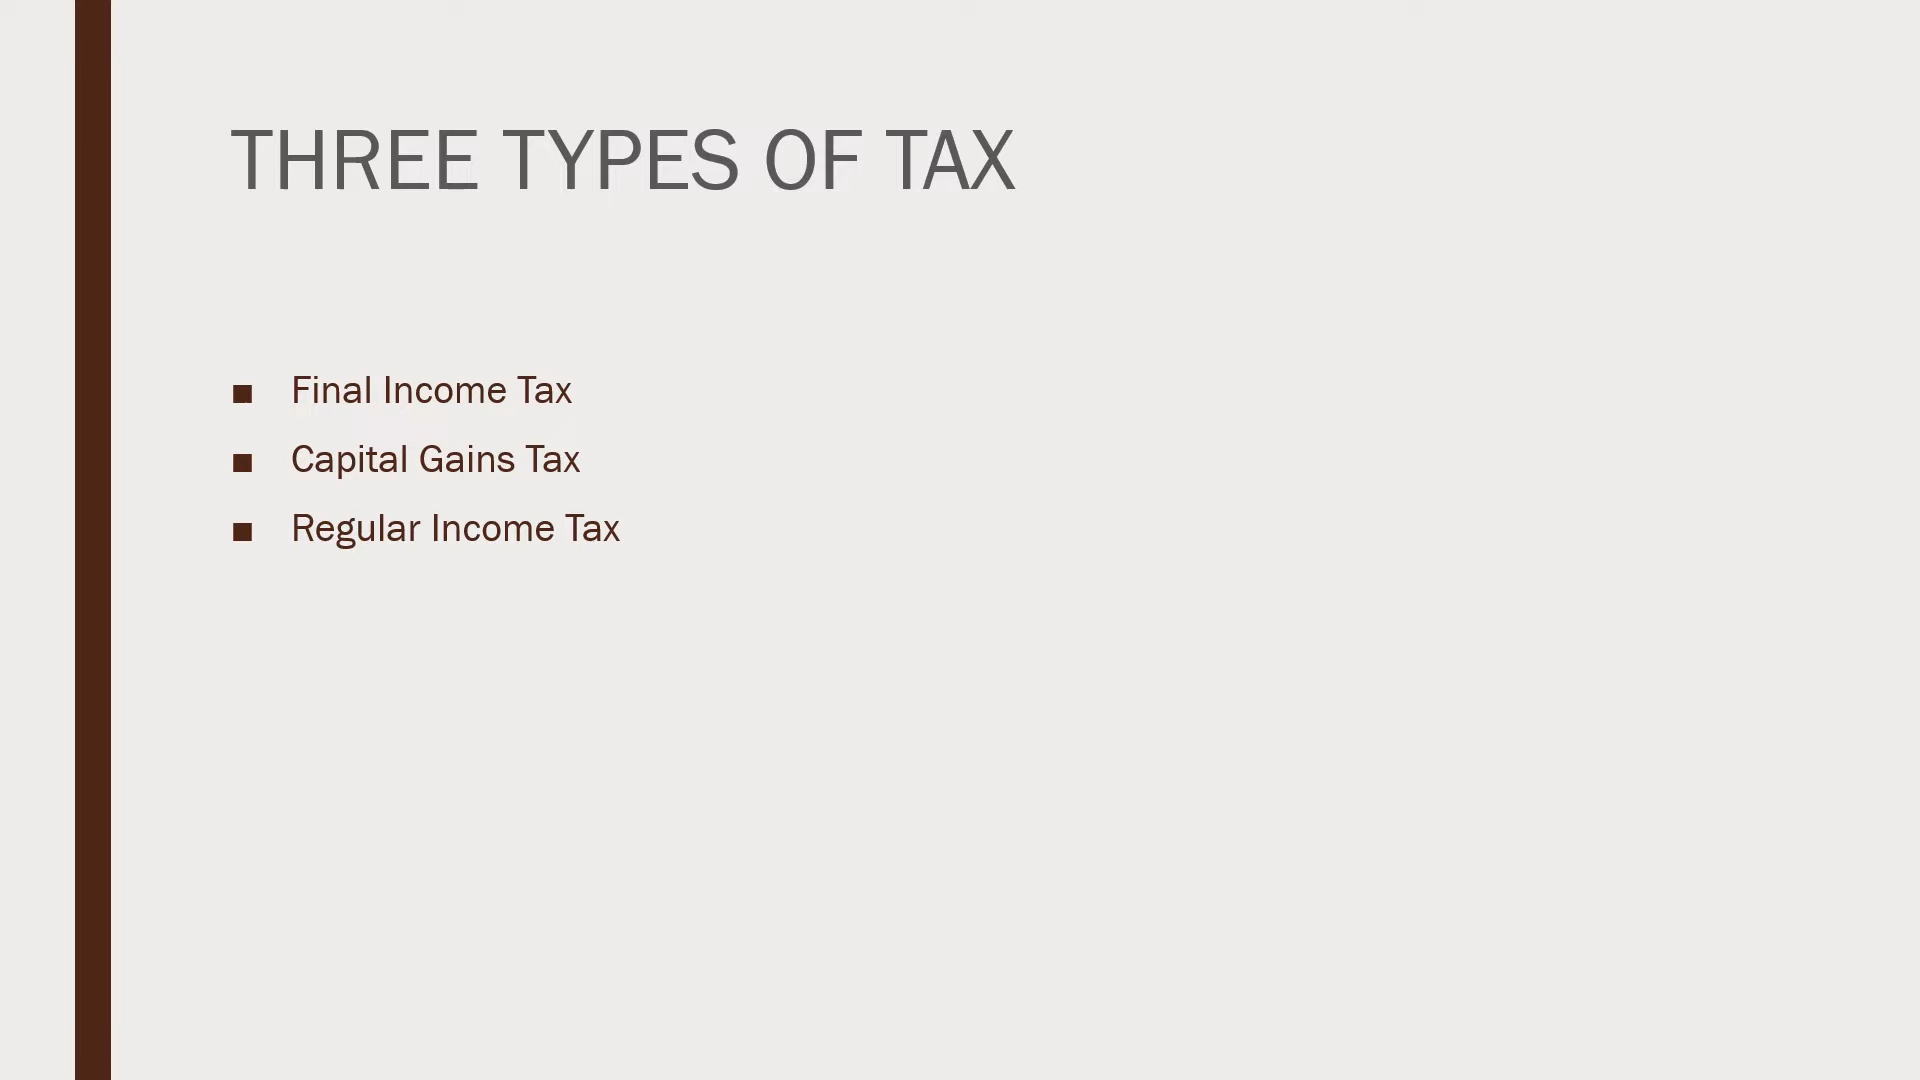 THREE TYPES OF TAX
■ Final Income Tax
■ Capital Gains Tax
■ Regular Income Tax